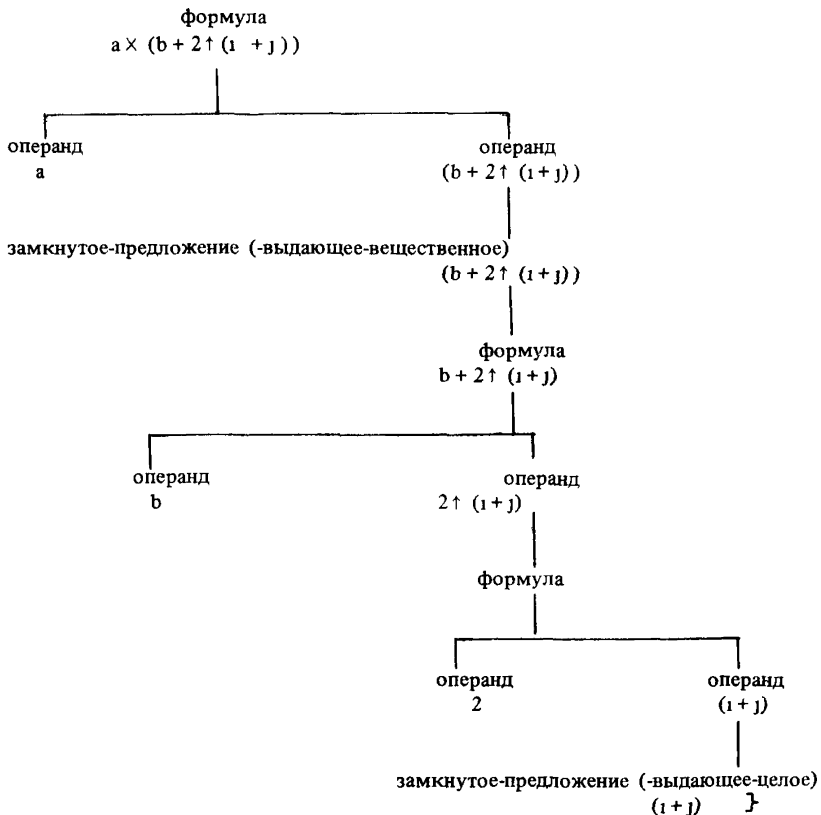 формула
a × (b + 2↑ (ı + ȷ))
операнд операнд
a (b + 2↑ (ı + ȷ))
замкнутое-предложение (-выдающее-вещественное)
(b + 2↑ (ı + ȷ))
формула
b + 2↑ (ı + ȷ)
операнд операнд
b 2↑ (ı + ȷ)
формула
операнд операнд
2 (ı + ȷ)
замкнутое-предложение (-выдающее-целое)
(ı + ȷ) }